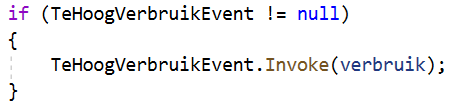 if (TeHoogVerbruikEvent != null)
{
    TeHoogVerbruikEvent.Invoke(verbruik);
}